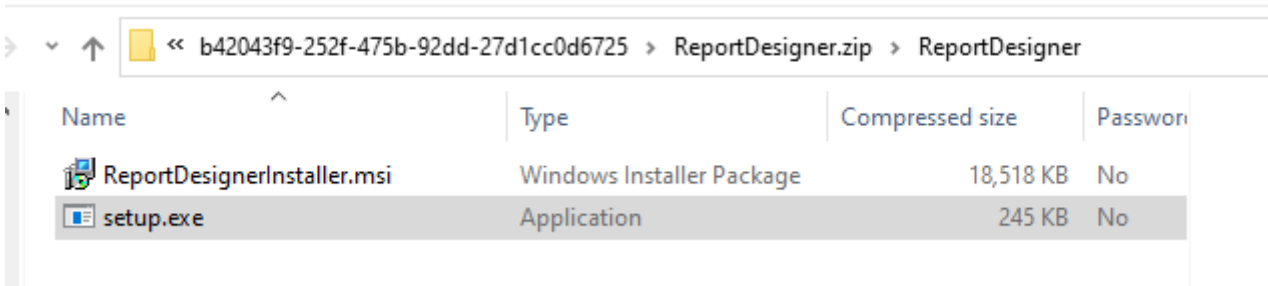 « b42043f9-252f-475b-92dd-27d1cc0d6725 > ReportDesigner.zip > ReportDesigner
Name Type Compressed size Passwor
ReportDesignerInstaller.msi Windows Installer Package 18,518 KB No
setup.exe Application 245 KB No